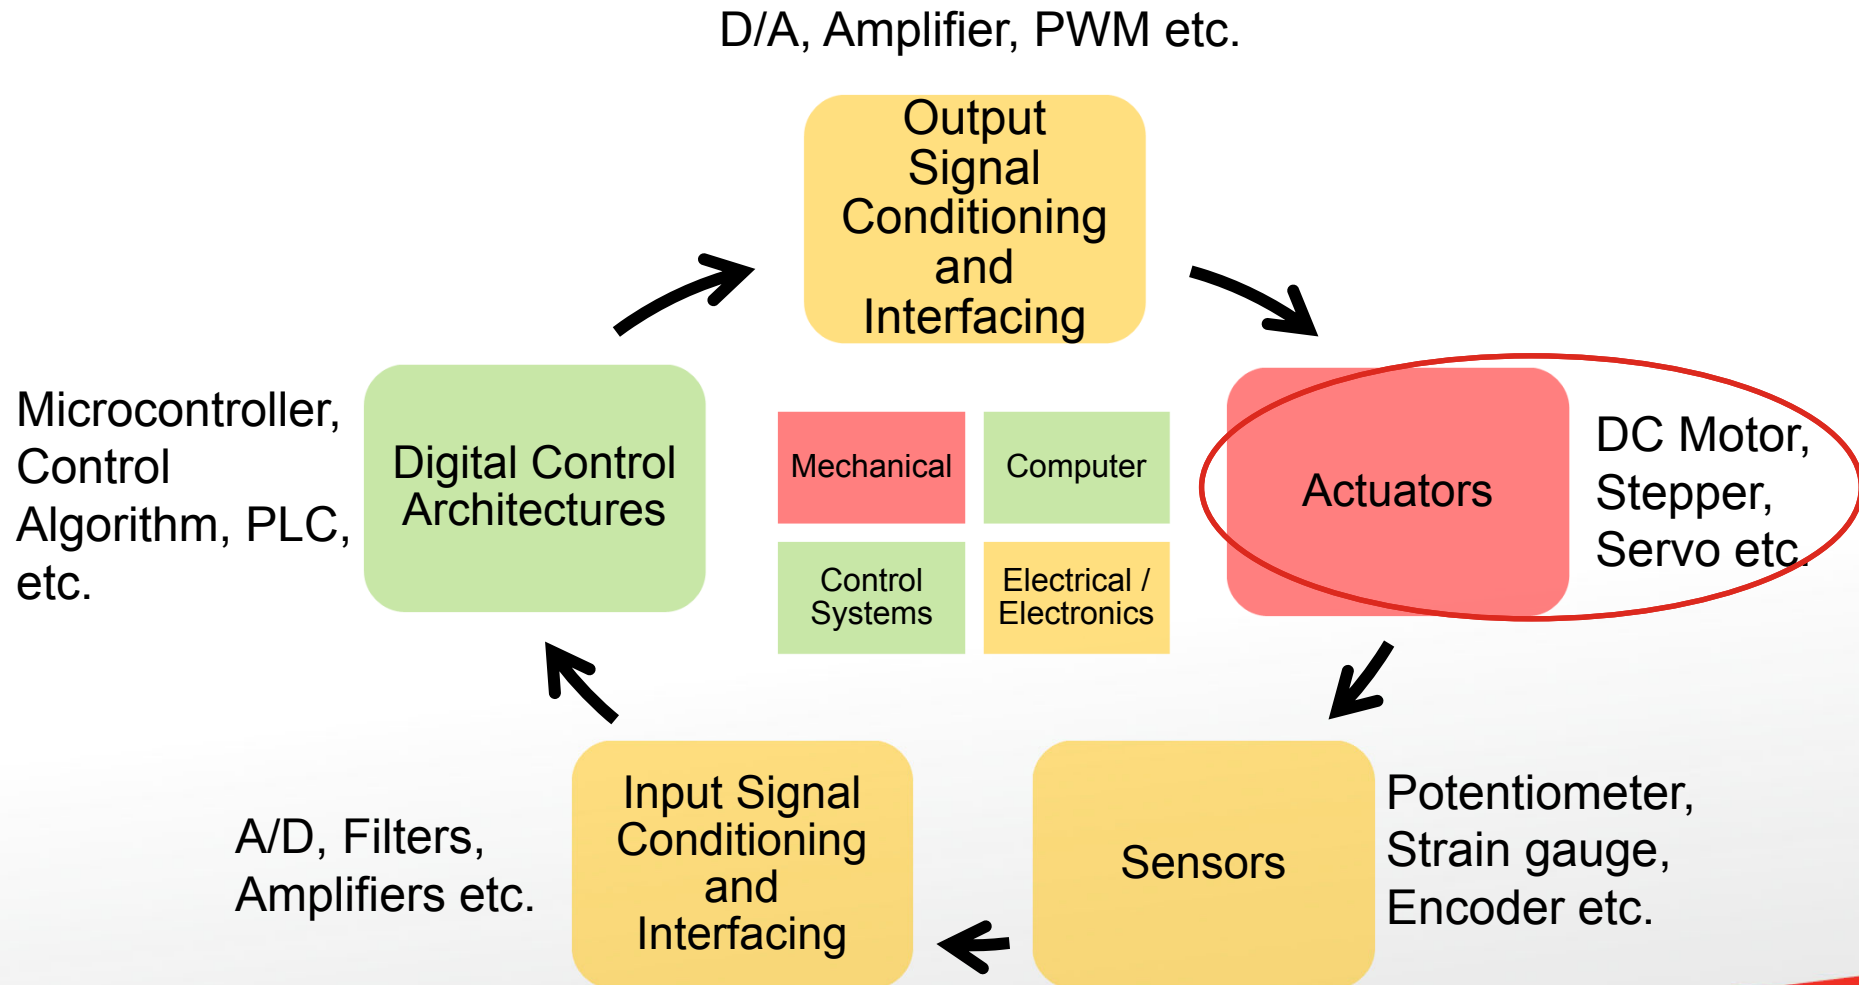 D/A, Amplifier, PWM etc.
Output
Signal
Conditioning
and
Interfacing
Microcontroller,
Control
Algorithm, PLC,
etc.
Digital Control
Architectures
Mechanical
Computer
Control
Systems
Electrical /
Electronics
Actuators
DC Motor,
Stepper,
Servo etc.
A/D, Filters,
Amplifiers etc.
Input Signal
Conditioning
and
Interfacing
Sensors
Potentiometer,
Strain gauge,
Encoder etc.